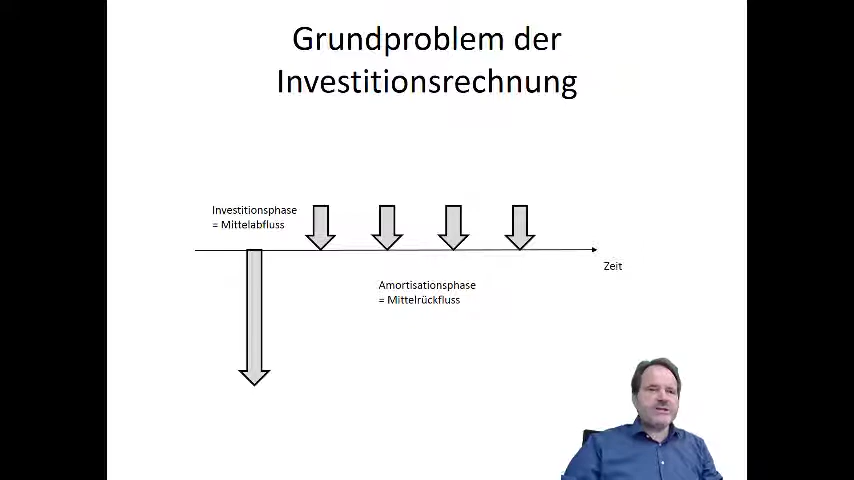 Grundproblem der
Investitionsrechnung
Investitionsphase
= Mittelabfluss
Zeit
Amortisationsphase
= Mittelrückfluss